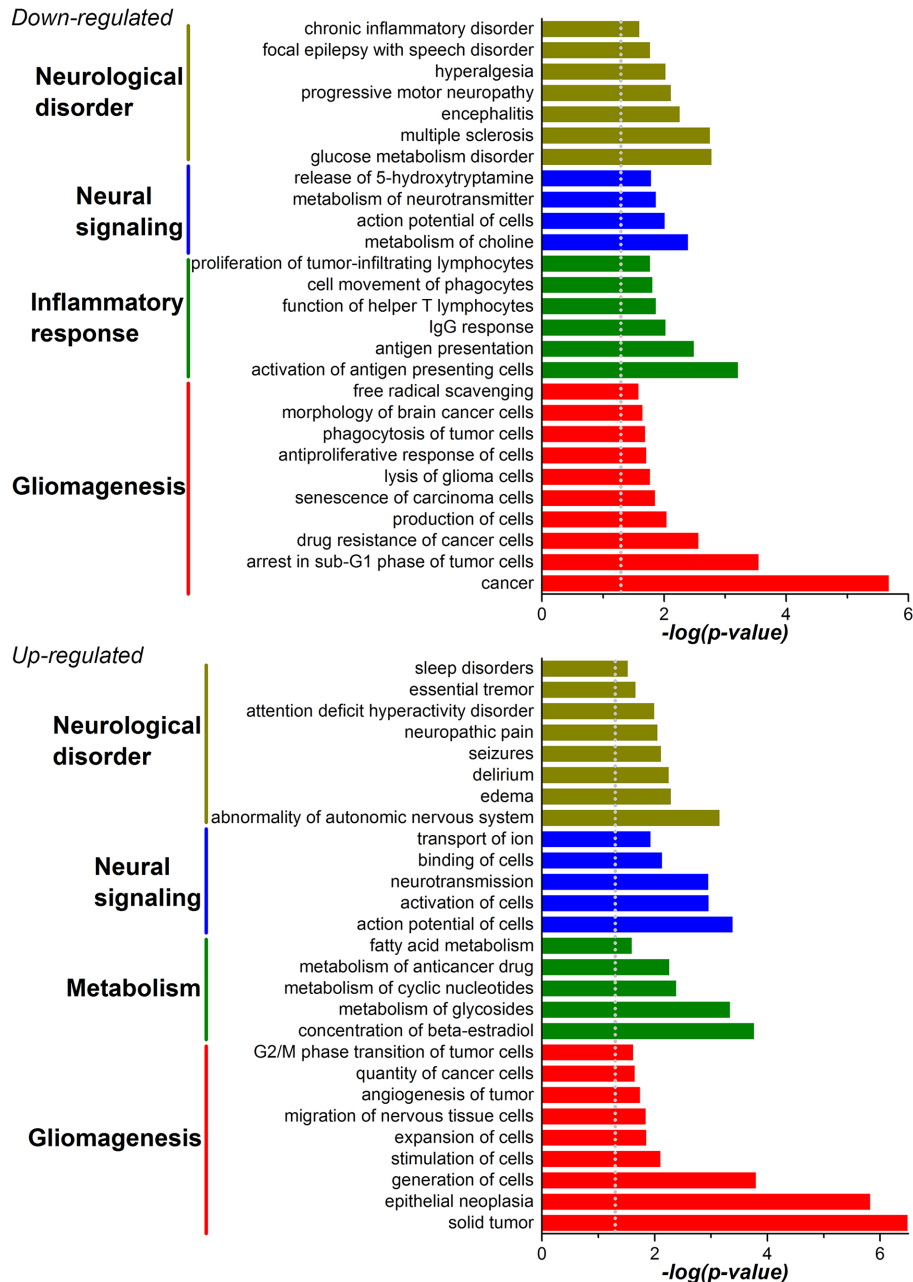 Down-regulated
Neurological
disorder
chronic inflammatory disorder
focal epilepsy with speech disorder
hyperalgesia
progressive motor neuropathy
encephalitis
multiple sclerosis
glucose metabolism disorder
Neural
signaling
release of 5-hydroxytryptamine
metabolism of neurotransmitter
action potential of cells
metabolism of choline
Inflammatory
response
proliferation of tumor-infiltrating lymphocytes
cell movement of phagocytes
function of helper T lymphocytes
IgG response
antigen presentation
activation of antigen presenting cells
Gliomagenesis
free radical scavenging
morphology of brain cancer cells
phagocytosis of tumor cells
antiproliferative response of cells
lysis of glioma cells
senescence of carcinoma cells
production of cells
drug resistance of cancer cells
arrest in sub-G1 phase of tumor cells
cancer
0 2 4 6
-log(p-value)
Up-regulated
Neurological
disorder
sleep disorders
essential tremor
attention deficit hyperactivity disorder
neuropathic pain
seizures
delirium
edema
abnormality of autonomic nervous system
Neural
signaling
transport of ion
binding of cells
neurotransmission
activation of cells
action potential of cells
Metabolism
fatty acid metabolism
metabolism of anticancer drug
metabolism of cyclic nucleotides
metabolism of glycosides
concentration of beta-estradiol
Gliomagenesis
G2/M phase transition of tumor cells
quantity of cancer cells
angiogenesis of tumor
migration of nervous tissue cells
expansion of cells
stimulation of cells
generation of cells
epithelial neoplasia
solid tumor
0 2 4 6
-log(p-value)